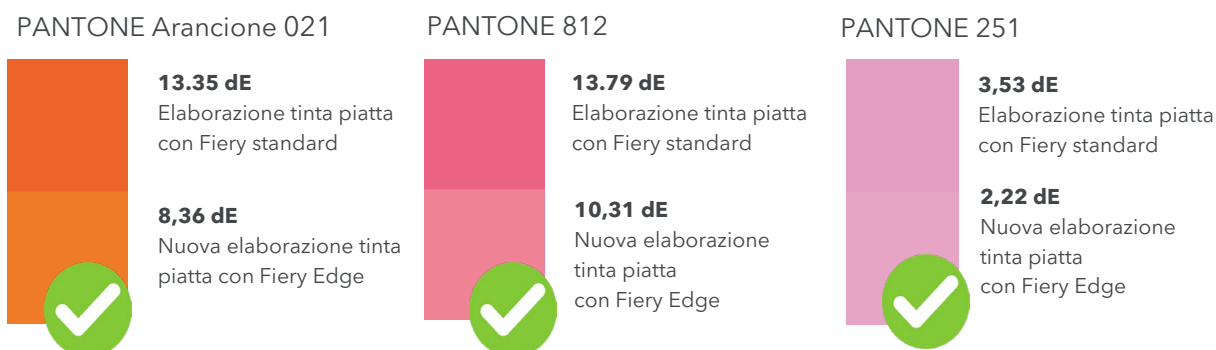 PANTONE Arancione 021
13.35 dE
Elaborazione tinta piatta
con Fiery standard
8,36 dE
Nuova elaborazione tinta
piatta con Fiery Edge
PANTONE 812
13.79 dE
Elaborazione tinta piatta
con Fiery standard
10,31 dE
Nuova elaborazione
tinta piatta
con Fiery Edge
PANTONE 251
3,53 dE
Elaborazione tinta piatta
con Fiery standard
2,22 dE
Nuova elaborazione
tinta piatta
con Fiery Edge